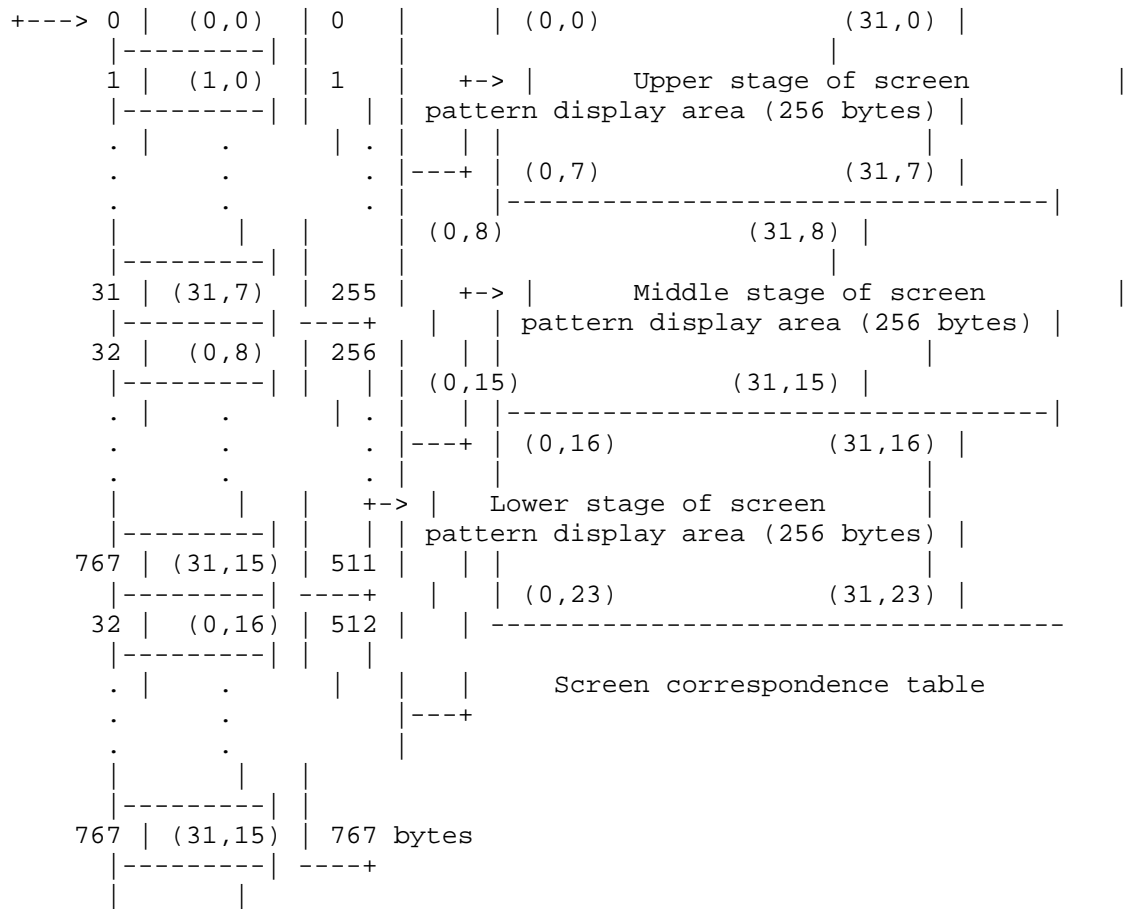 +---> 0 | (0,0) | 0 | | (0,0) (31,0) |
|---------| | | |
1 | (1,0) | 1 | +-> | Upper stage of screen |
|---------| | | | pattern display area (256 bytes) |
. | . | . | | | |
. . . |---+ | (0,7) (31,7) |
. . . | |----------------------------------|
| | | | (0,8) (31,8) |
|---------| | | |
31 | (31,7) | 255 | +-> | Middle stage of screen |
|---------| ----+ | | pattern display area (256 bytes) |
32 | (0,8) | 256 | | | |
|---------| | | | (0,15) (31,15) |
. | . | . | | |----------------------------------|
. . . |---+ | (0,16) (31,16) |
. . . | | |
| | | +-> | Lower stage of screen |
|---------| | | | pattern display area (256 bytes) |
767 | (31,15) | 511 | | | |
|---------| ----+ | | (0,23) (31,23) |
32 | (0,16) | 512 | | ------------------------------------
|---------| | |
. | . | | | Screen correspondence table
. . |---+
. . |
| | |
|---------| |
767 | (31,15) | 767 bytes
|---------| ----+
| |